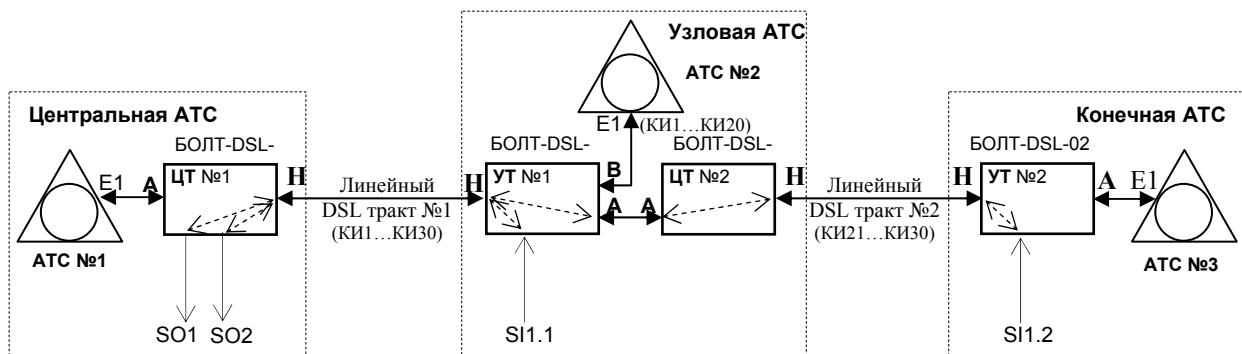 Центральная АТС
БОЛТ-DSL-
E1
A
ЦТ №1
H
АТС №1
SO1
SO2
Линейный
DSL тракт №1
(КИ1…КИ30)
Узловая АТС
АТС №2
E1
(КИ1…КИ20)
БОЛТ-DSL-
БОЛТ-DSL-
H
УТ №1
B
A
A
ЦТ №2
H
SI1.1
Линейный
DSL тракт №2
(КИ21…КИ30)
Конечная АТС
БОЛТ-DSL-02
H
УТ №2
A
E1
АТС №3
SI1.2